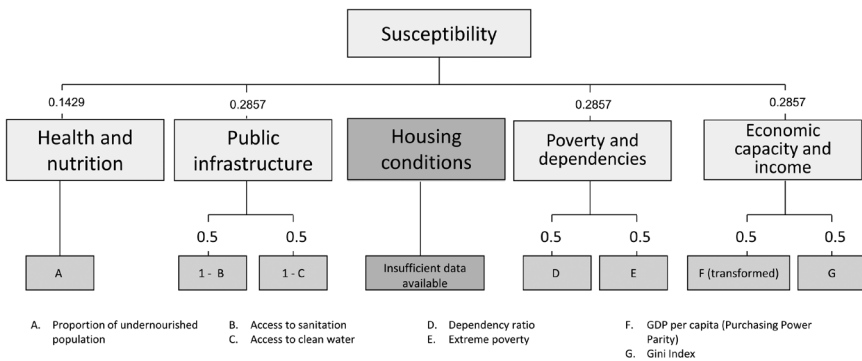 Susceptibility
0.1429
0.2857
0.2857
0.2857
Health and
nutrition
Public
infrastructure
Housing
conditions
Poverty and
dependencies
Economic
capacity and
income
0.5
0.5
0.5
0.5
0.5
0.5
A
1 - B
1 - C
Insufficient data
available
D
E
F (transformed)
G
A. Proportion of undernourished
population
B. Access to sanitation
C. Access to clean water
D. Dependency ratio
E. Extreme poverty
F. GDP per capita (Purchasing Power
Parity)
G. Gini Index